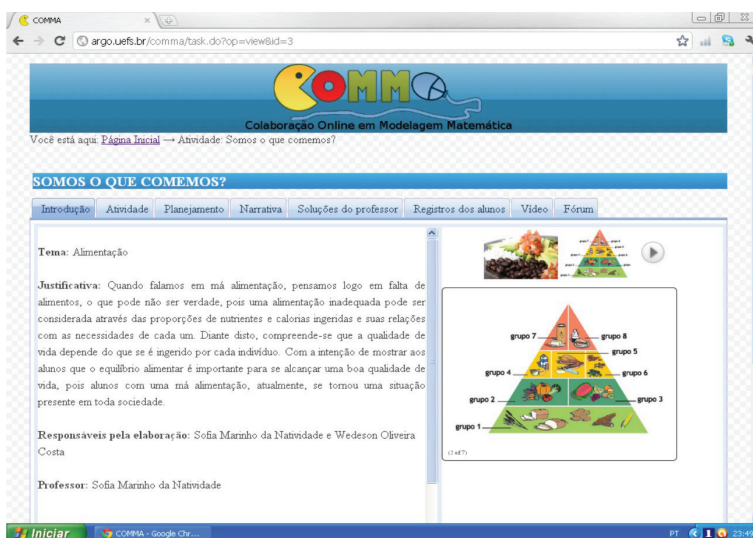 COMMA
argo.uefs.br/comma/task.do?op=view&id=3
COMMA
Colaboração Online em Modelagem Matemática
Você está aqui: Página Inicial → Atividade: Somos o que comemos?
SOMOS O QUE COMEMOS?
Introdução Atividade Planejamento Narrativa Soluções do professor Registros dos alunos Vídeo Fórum
Tema: Alimentação
Justificativa: Quando falamos em má alimentação, pensamos logo em falta de
alimentos, o que pode não ser verdade, pois uma alimentação inadequada pode ser
considerada através das proporções de nutrientes e calorias ingeridas e suas relações
com as necessidades de cada um. Diante disto, compreende-se que a qualidade de
vida depende do que se é ingerido por cada indivíduo. Com a intenção de mostrar aos
alunos que o equilíbrio alimentar é importante para se alcançar uma boa qualidade de
vida, pois alunos com uma má alimentação, atualmente, se tornou uma situação
presente em toda sociedade.
Responsáveis pela elaboração: Sofia Marinho da Natividade e Wedeson Oliveira
Costa
Professor: Sofia Marinho da Natividade
grupo 7 grupo 8
grupo 5
grupo 4 grupo 6
grupo 2 grupo 3
grupo 1
(1 of 7)
Iniciar COMMA - Google Chr... PT 23:49